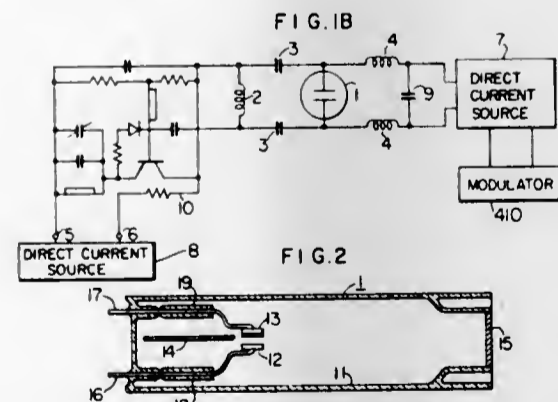 FIG.1B
3
4
7
DIRECT
CURRENT
SOURCE
2
1
9
3
4
10
MODULATOR
410
5
6
DIRECT CURRENT
SOURCE
8
FIG.2
17
19
13
1
14
15
12
11
16